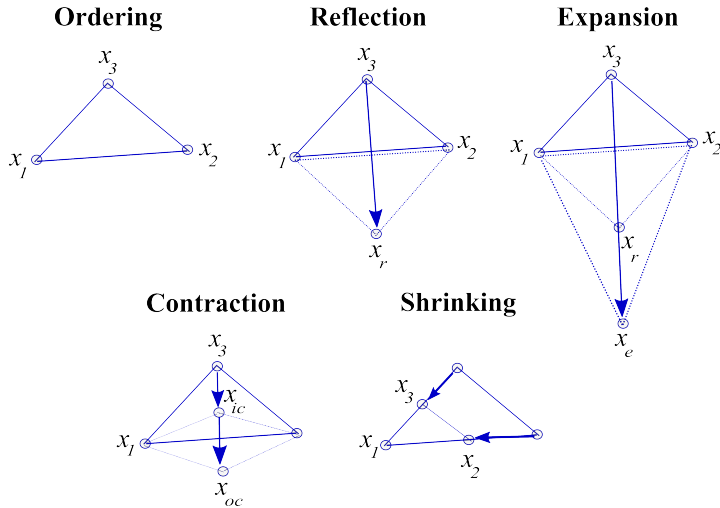 Ordering
x3
x1
x2
Reflection
x3
x1
x2
xr
Expansion
x3
x1
x2
xr
xe
Contraction
x3
xic
x1
xoc
Shrinking
x3
x1
x2